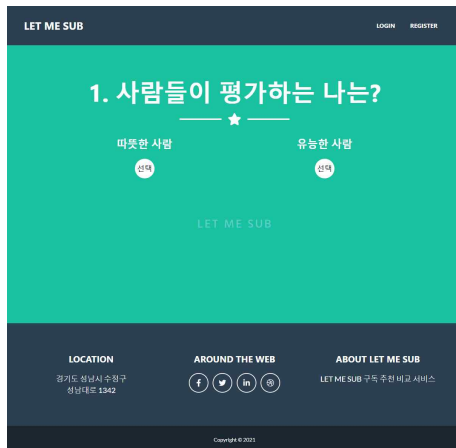 LET ME SUB
LOGIN REGISTER
1. 사람들이 평가하는 나는?
따뜻한 사람
선택
유능한 사람
선택
LET ME SUB
LOCATION
경기도 성남시 수정구
성남대로 1342
AROUND THE WEB
ABOUT LET ME SUB
LET ME SUB 구독 추천 비교 서비스
Copyright © 2021